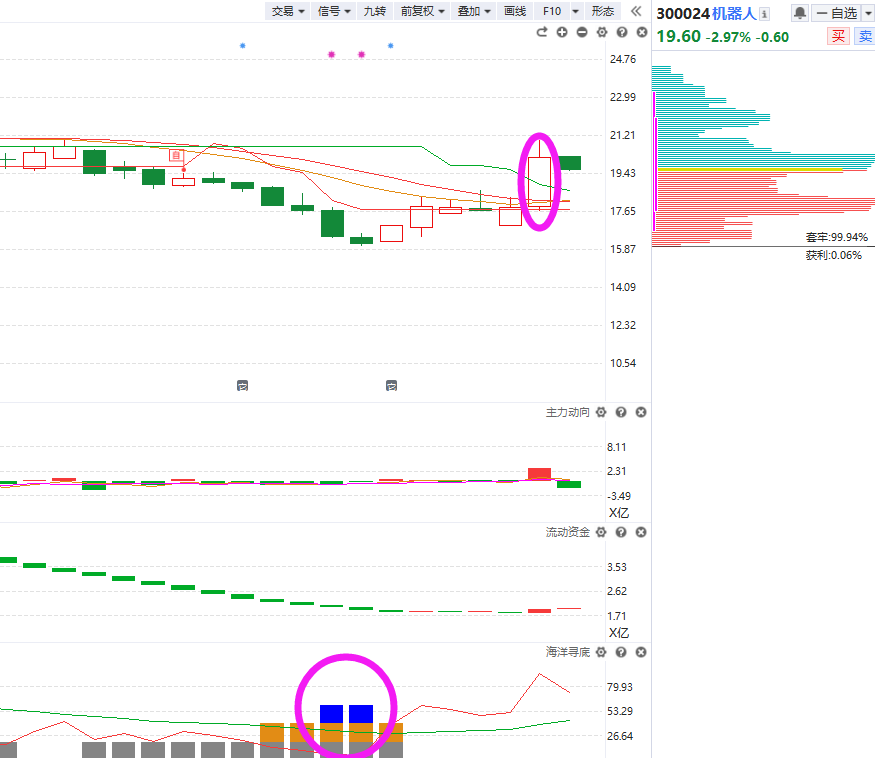 交易 信号 九转 前复权 叠加 画线 F10 形态
300024 机器人
一自选
19.60 -2.97% -0.60
买 卖
24.76
22.99
21.21
自
19.43
17.65
15.87
14.09
12.32
10.54
套牢:99.94%
获利:0.06%
主力动向
8.11
2.31
-3.49
X亿
流动资金
3.53
2.62
1.71
X亿
海洋寻底
79.93
53.29
26.64